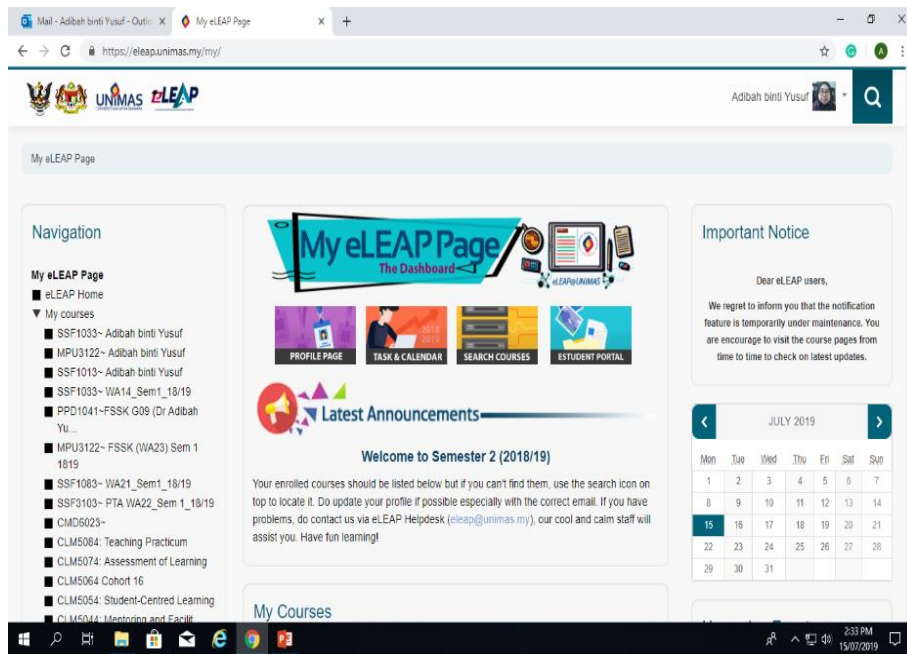 Mail - Adibah binti Yusuf - Outlo
My eLEAP Page
https://eleap.unimas.my/my/
UNIMAS eLEAP
Adibah binti Yusuf
My eLEAP Page
Navigation
My eLEAP Page
eLEAP Home
My courses
SSF1033~ Adibah binti Yusuf
MPU3122~ Adibah binti Yusuf
SSF1013~ Adibah binti Yusuf
SSF1033~ WA14_Sem1_18/19
PPD1041~FSSK G09 (Dr Adibah
Yu...
MPU3122~ FSSK (WA23) Sem 1
1819
SSF1083~ WA21_Sem1_18/19
SSF3103~ PTA WA22_Sem 1_18/19
CMD6023~
CLM5084: Teaching Practicum
CLM5074: Assessment of Learning
CLM5064 Cohort 16
CLM5054: Student-Centred Learning
CLM5044: Mentoring and Facilit
My eLEAP Page
The Dashboard
eLEAP@UNIMAS
2018
2019
PROFILE PAGE
TASK & CALENDAR
SEARCH COURSES
ESTUDENT PORTAL
Latest Announcements
Welcome to Semester 2 (2018/19)
Your enrolled courses should be listed below but if you can't find them, use the search icon on
top to locate it. Do update your profile if possible especially with the correct email. If you have
problems, do contact us via eLEAP Helpdesk (eleap@unimas.my), our cool and calm staff will
assist you. Have fun learning!
My Courses
Important Notice
Dear eLEAP users,
We regret to inform you that the notification
feature is temporarily under maintenance. You
are encourage to visit the course pages from
time to time to check on latest updates.
JULY 2019
Mon Tue Wed Thu Fri Sat Sun
1 2 3 4 5 6 7
8 9 10 11 12 13 14
15 16 17 18 19 20 21
22 23 24 25 26 27 28
29 30 31
2:33 PM
15/07/2019